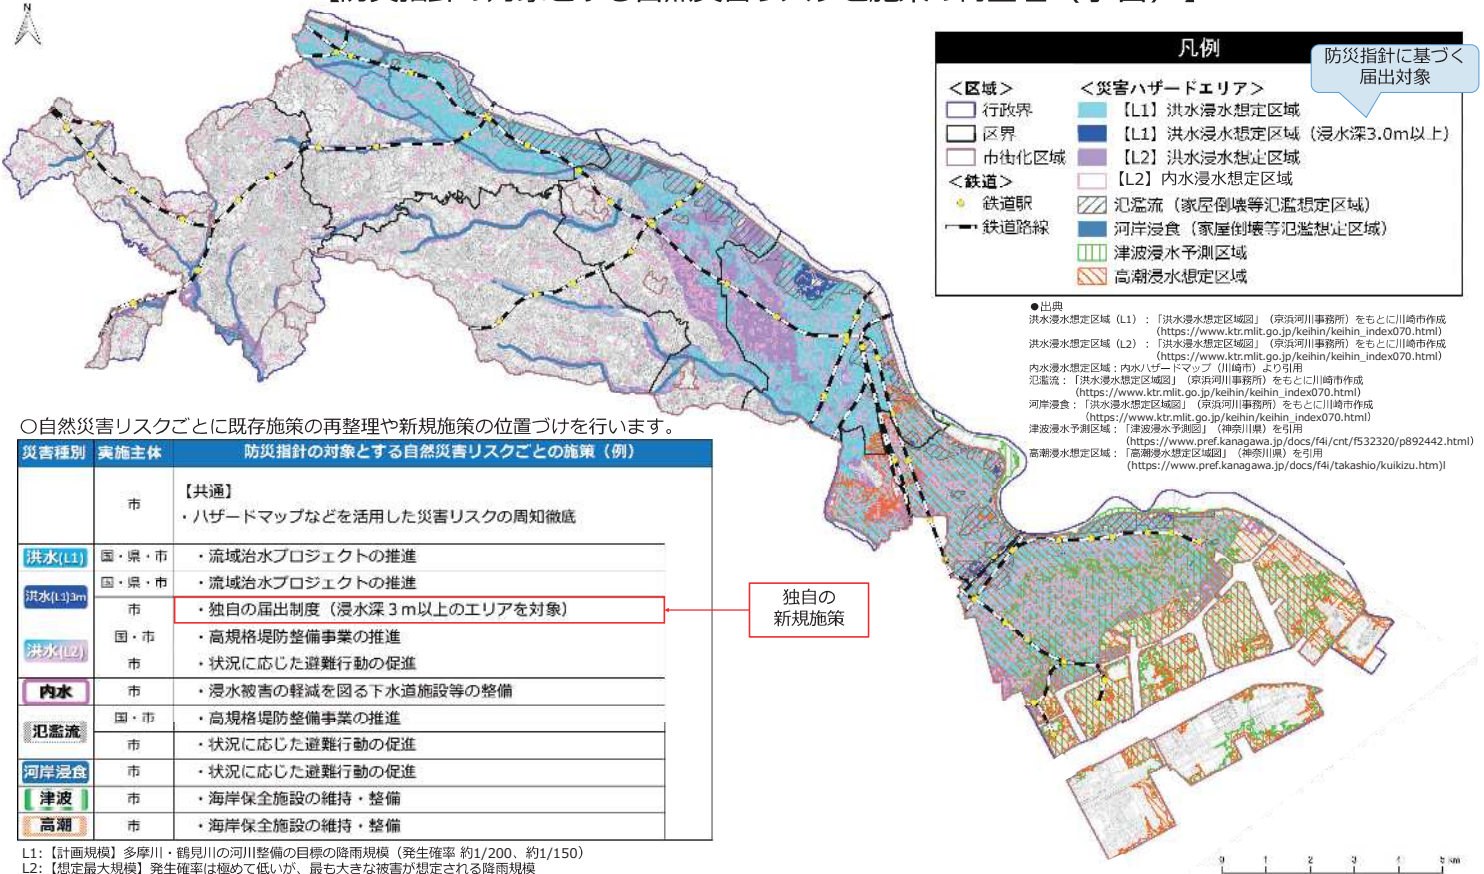 N
凡例
防災指針に基づく
届出対象
＜区域＞
行政界
区界
市街化区域
＜鉄道＞
鉄道駅
鉄道路線
＜災害ハザードエリア＞
【L1】洪水浸水想定区域
【L1】洪水浸水想定区域（浸水深3.0m以上）
【L2】洪水浸水想定区域
【L2】内水浸水想定区域
氾濫流（家屋倒壊等氾濫想定区域）
河岸浸食（家屋倒壊等氾濫想定区域）
津波浸水予測区域
高潮浸水想定区域
●出典
洪水浸水想定区域（L1）：「洪水浸水想定区域図」（京浜河川事務所）をもとに川崎市作成
（https://www.ktr.mlit.go.jp/keihin/keihin_index070.html）
洪水浸水想定区域（L2）：「洪水浸水想定区域図」（京浜河川事務所）をもとに川崎市作成
（https://www.ktr.mlit.go.jp/keihin/keihin_index070.html）
内水浸水想定区域：内水ハザードマップ（川崎市）より引用
氾濫流：「洪水浸水想定区域図」（京浜河川事務所）をもとに川崎市作成
（https://www.ktr.mlit.go.jp/keihin/keihin_index070.html）
河岸浸食：「洪水浸水想定区域図」（京浜河川事務所）をもとに川崎市作成
（https://www.ktr.mlit.go.jp/keihin/keihin_index070.html）
津波浸水予測区域：「津波浸水予測図」（神奈川県）を引用
（https://www.pref.kanagawa.jp/docs/f4i/cnt/f532320/p892442.html）
高潮浸水想定区域：「高潮浸水想定区域図」（神奈川県）を引用
（https://www.pref.kanagawa.jp/docs/f4i/takashio/kuikizu.htm)l
○自然災害リスクごとに既存施策の再整理や新規施策の位置づけを行います。
災害種別 実施主体 防災指針の対象とする自然災害リスクごとの施策（例）
【共通】
市 ・ハザードマップなどを活用した災害リスクの周知徹底
洪水(L1) 国・県・市 ・流域治水プロジェクトの推進
洪水(L1)3m 国・県・市 ・流域治水プロジェクトの推進
市 ・独自の届出制度（浸水深３ｍ以上のエリアを対象）
洪水(L2) 国・市 ・高規格堤防整備事業の推進
市 ・状況に応じた避難行動の促進
内水 市 ・浸水被害の軽減を図る下水道施設等の整備
氾濫流 国・市 ・高規格堤防整備事業の推進
市 ・状況に応じた避難行動の促進
河岸浸食 市 ・状況に応じた避難行動の促進
津波 市 ・海岸保全施設の維持・整備
高潮 市 ・海岸保全施設の維持・整備
独自の
新規施策
L1：【計画規模】多摩川・鶴見川の河川整備の目標の降雨規模（発生確率 約1/200、約1/150）
L2：【想定最大規模】発生確率は極めて低いが、最も大きな被害が想定される降雨規模
0 1 2 3 4 5 km